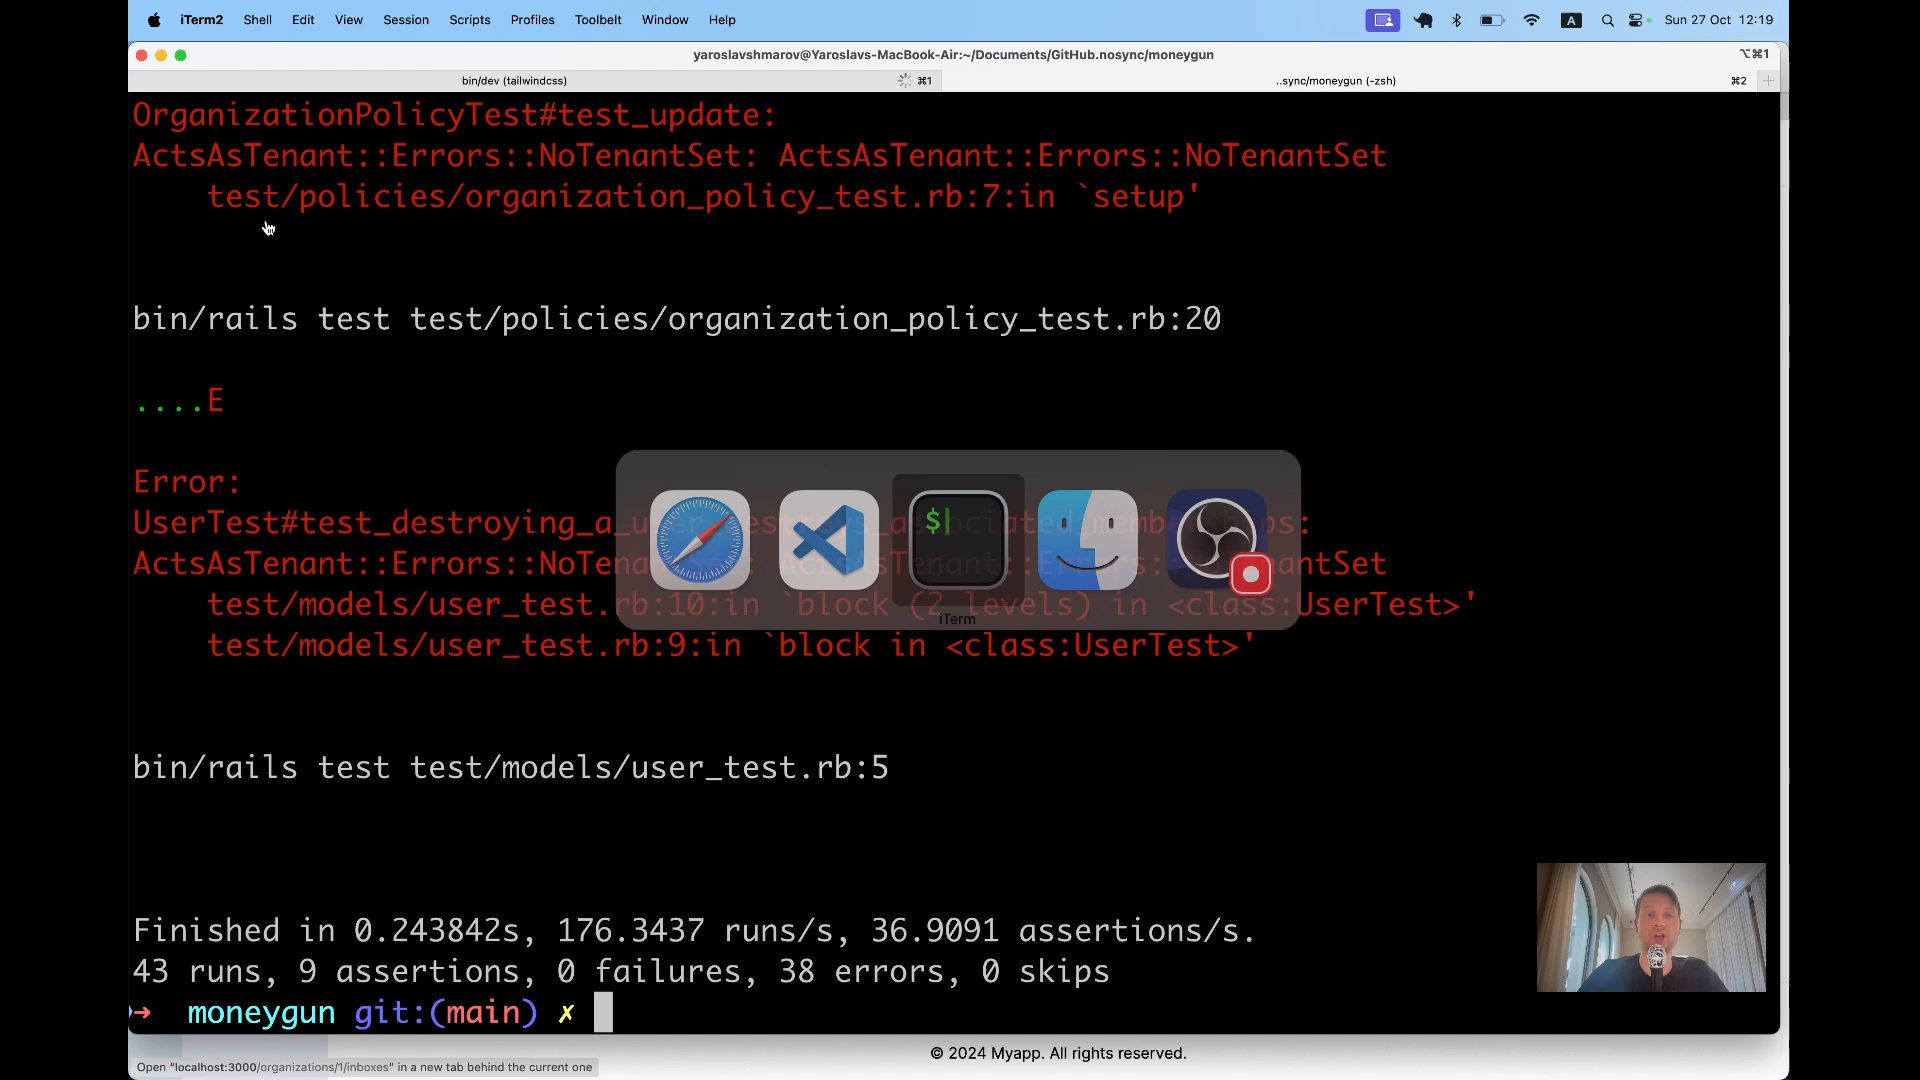 iTerm2 Shell Edit View Session Scripts Profiles Toolbelt Window Help
A Sun 27 Oct 12:19
yaroslavshmarov@Yaroslavs-MacBook-Air:~/Documents/GitHub.nosync/moneygun
⌥⌘1
bin/dev (tailwindcss) ⌘1
..sync/moneygun (-zsh) ⌘2
OrganizationPolicyTest#test_update:
ActsAsTenant::Errors::NoTenantSet: ActsAsTenant::Errors::NoTenantSet
test/policies/organization_policy_test.rb:7:in `setup'
bin/rails test test/policies/organization_policy_test.rb:20
....E
Error:
UserTest#test_destroying_a_user_destroys_associated_memberships:
ActsAsTenant::Errors::NoTenantSet: ActsAsTenant::Errors::NoTenantSet
test/models/user_test.rb:10:in `block (2 levels) in <class:UserTest>'
$
iTerm
test/models/user_test.rb:9:in `block in <class:UserTest>'
bin/rails test test/models/user_test.rb:5
Finished in 0.243842s, 176.3437 runs/s, 36.9091 assertions/s.
43 runs, 9 assertions, 0 failures, 38 errors, 0 skips
➜ moneygun git:(main) ✗
© 2024 Myapp. All rights reserved.
Open "localhost:3000/organizations/1/inboxes" in a new tab behind the current one